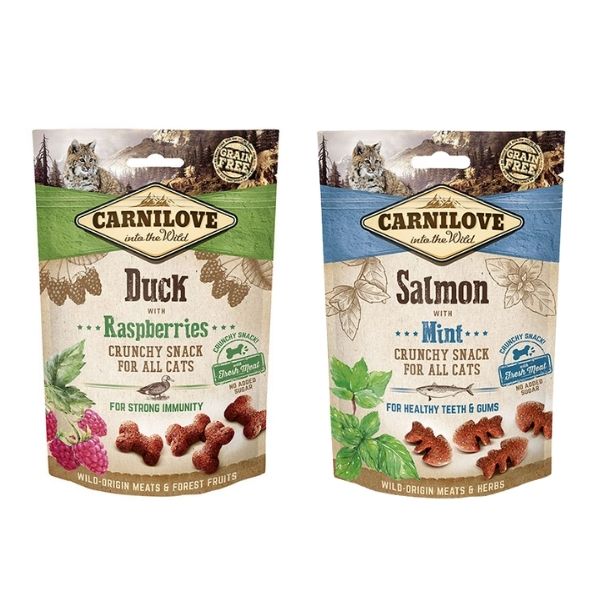 GRAIN
FREE
CARNILOVE
into the Wild
Duck
WITH
Raspberries
CRUNCHY SNACK
FOR ALL CATS
CRUNCHY SNACK!
WITH
Fresh Meat
NO ADDED
SUGAR
FOR STRONG IMMUNITY
WILD-ORIGIN MEATS & FOREST FRUITS
GRAIN
FREE
CARNILOVE
into the Wild
Salmon
WITH
Mint
CRUNCHY SNACK
FOR ALL CATS
CRUNCHY SNACK!
WITH
Fresh Meat
NO ADDED
SUGAR
FOR HEALTHY TEETH & GUMS
WILD-ORIGIN MEATS & HERBS